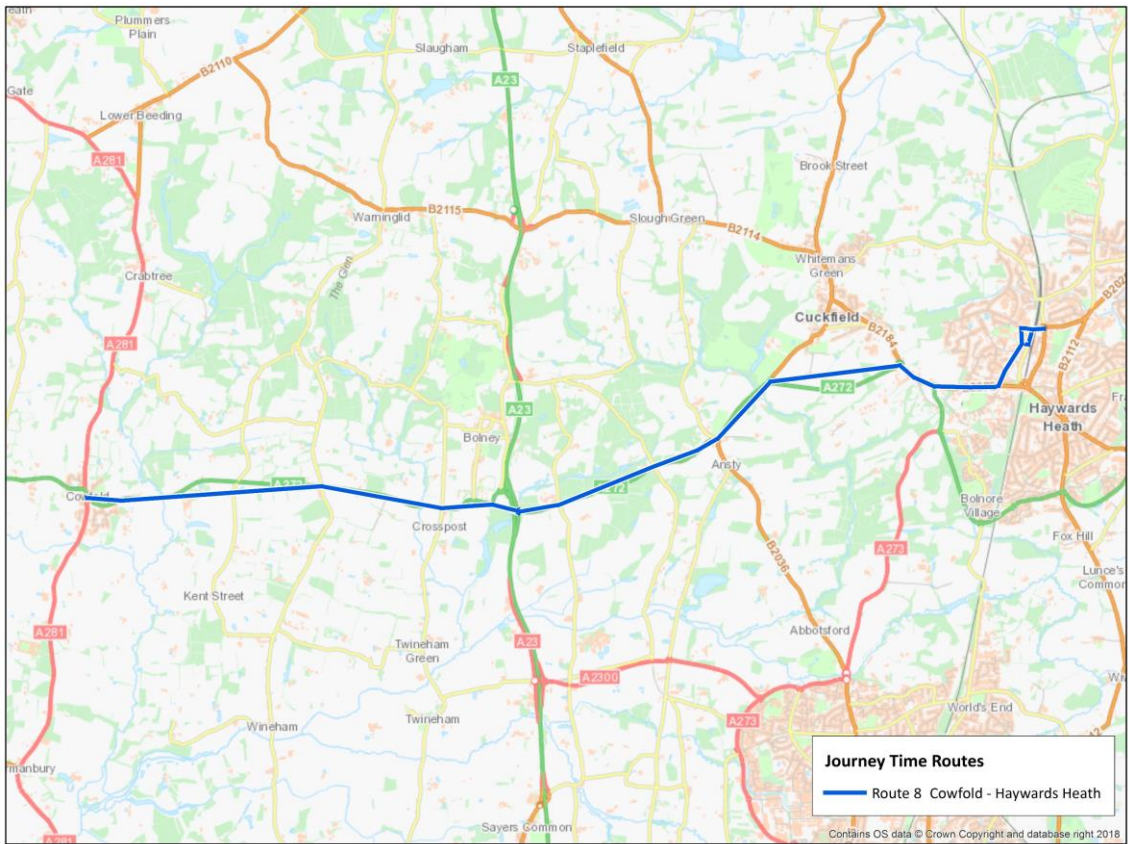 Plummers
Plain
Slaugham
Staplefield
A23
B2110
Gate
Lower Beeding
A281
Brook Street
Warninglid
B2115
Slough Green
B2114
Whitemans
Green
Crabtree
The Glen
Cuckfield
B2184
B2112
A281
A272
A23
Haywards
Heath
Bolney
Ansty
A272
Cowfold
Bolnore
Village
Crosspost
Fox Hill
A273
B2036
Lunce's
Common
Kent Street
A281
Abbotsford
Twineham
Green
A23
A2300
World's End
Wineham
Twineham
A273
Sayers Common
A281
Journey Time Routes
Route 8 Cowfold - Haywards Heath
Contains OS data © Crown Copyright and database right 2018